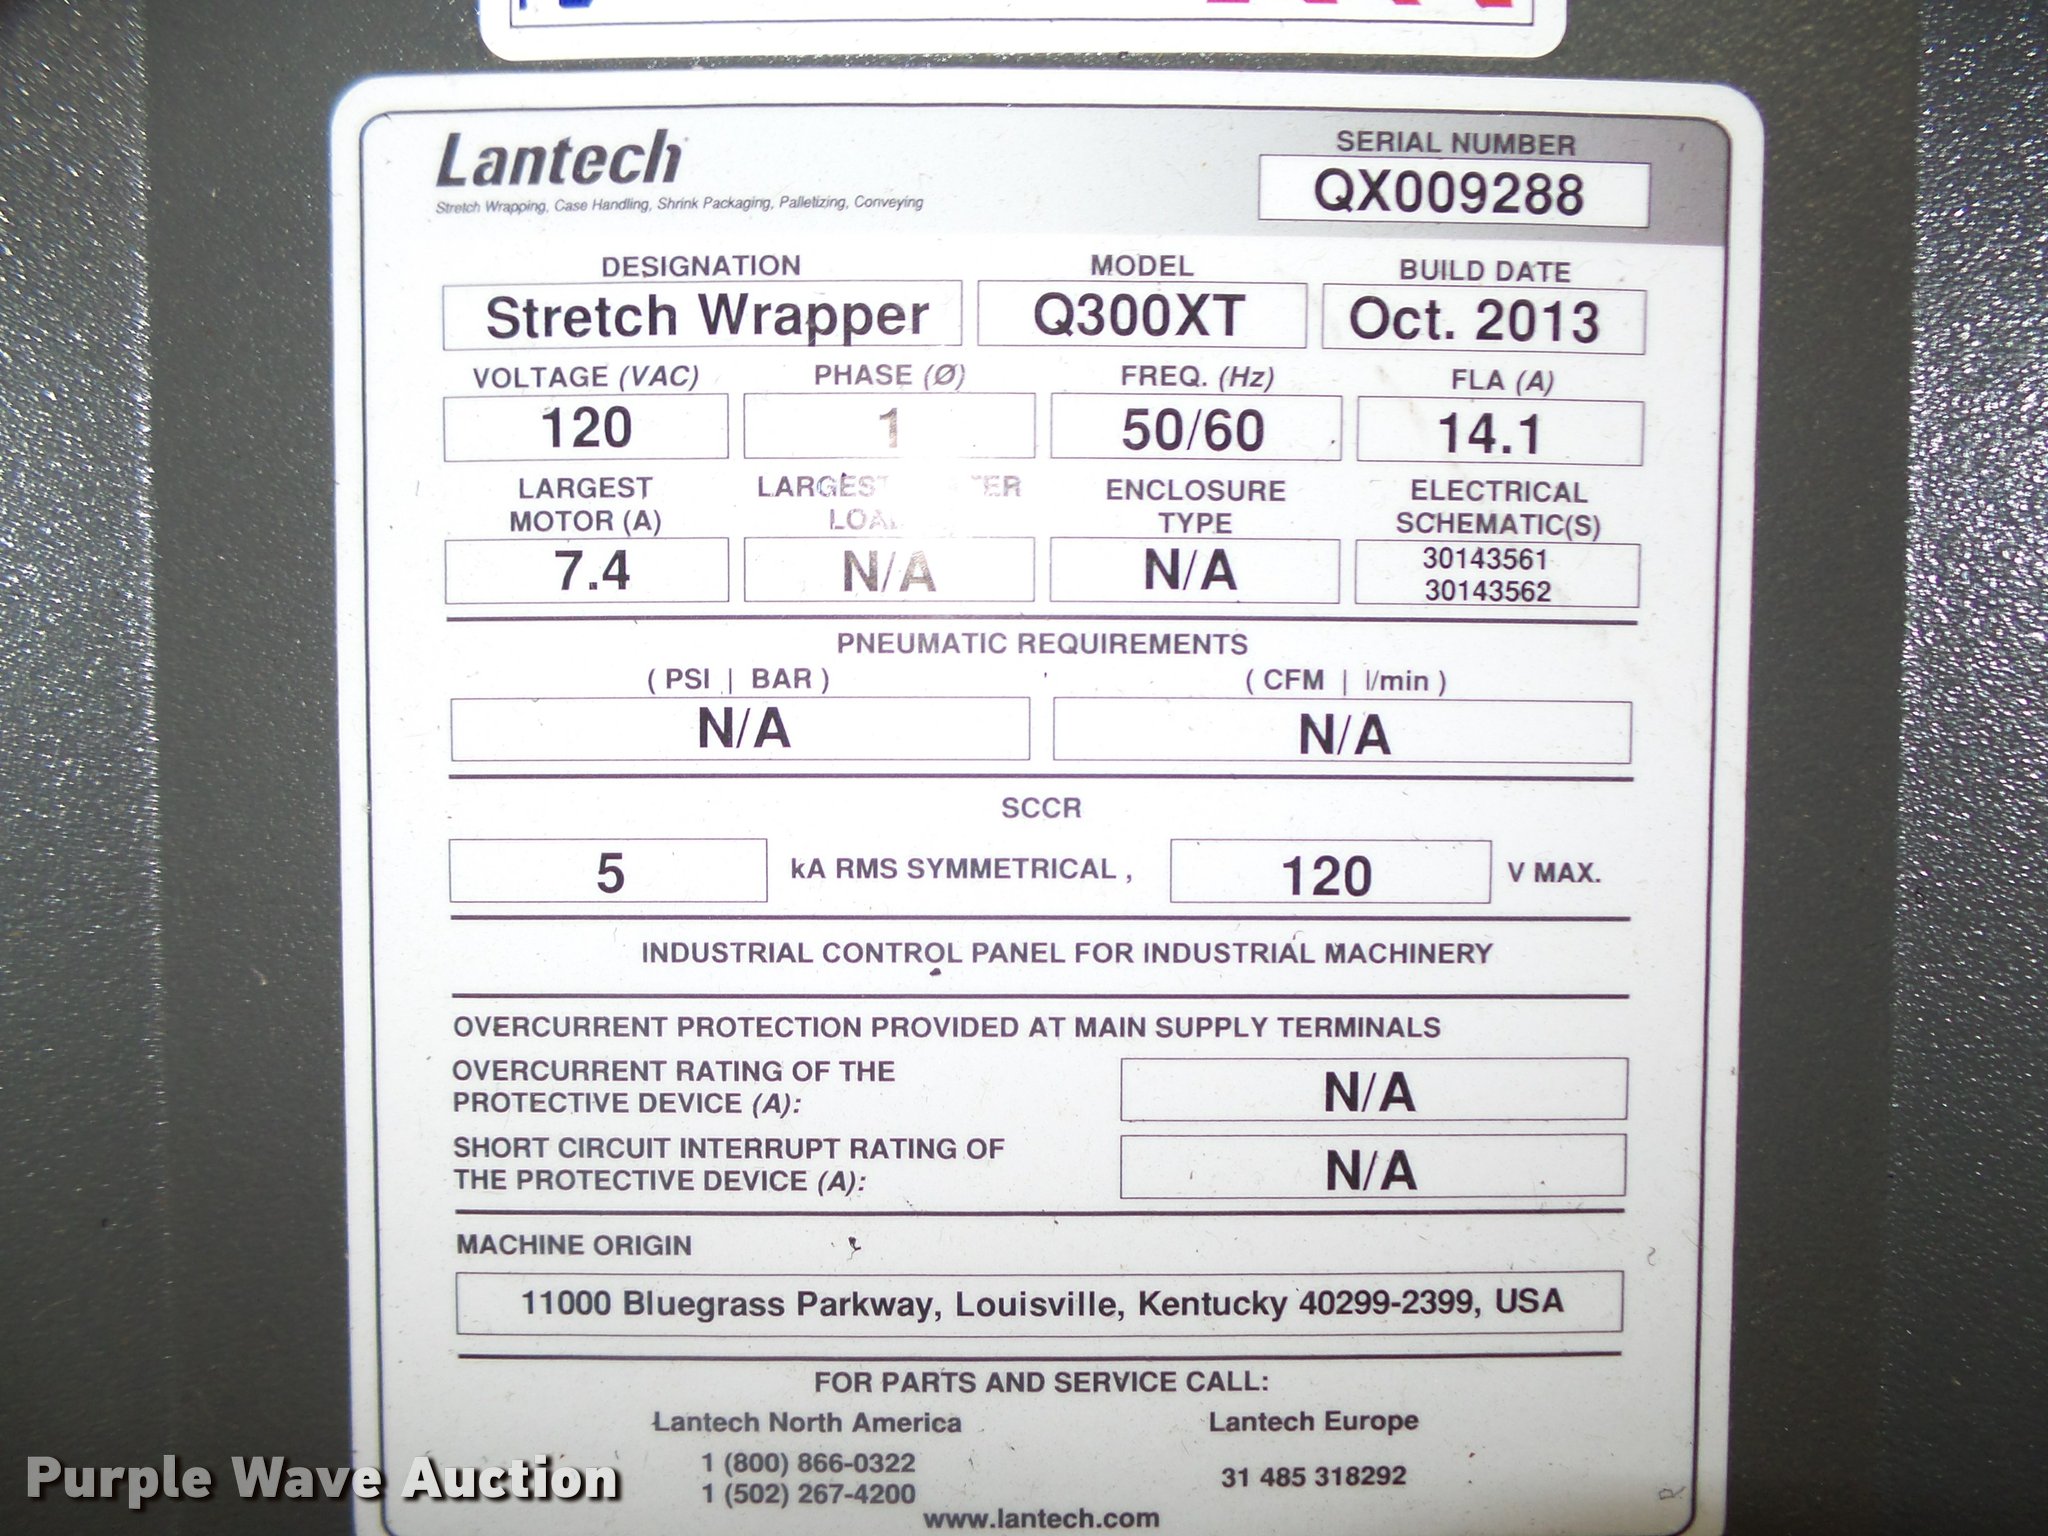 Lantech
Stretch Wrapping, Case Handling, Shrink Packaging, Palletizing, Conveying
SERIAL NUMBER
QX009288
DESIGNATION MODEL BUILD DATE
Stretch Wrapper Q300XT Oct. 2013
VOLTAGE (VAC) PHASE (Ø) FREQ. (Hz) FLA (A)
120 1 50/60 14.1
LARGEST ENCLOSURE ELECTRICAL
MOTOR (A) TYPE SCHEMATIC(S)
7.4 N/A N/A 30143561
30143562
PNEUMATIC REQUIREMENTS
( PSI | BAR ) ( CFM | l/min )
N/A N/A
SCCR
5 kA RMS SYMMETRICAL , 120 V MAX.
INDUSTRIAL CONTROL PANEL FOR INDUSTRIAL MACHINERY
OVERCURRENT PROTECTION PROVIDED AT MAIN SUPPLY TERMINALS
OVERCURRENT RATING OF THE
PROTECTIVE DEVICE (A): N/A
SHORT CIRCUIT INTERRUPT RATING OF
THE PROTECTIVE DEVICE (A): N/A
MACHINE ORIGIN
11000 Bluegrass Parkway, Louisville, Kentucky 40299-2399, USA
FOR PARTS AND SERVICE CALL:
Lantech North America Lantech Europe
1 (800) 866-0322 31 485 318292
1 (502) 267-4200
www.lantech.com
Purple Wave Auction